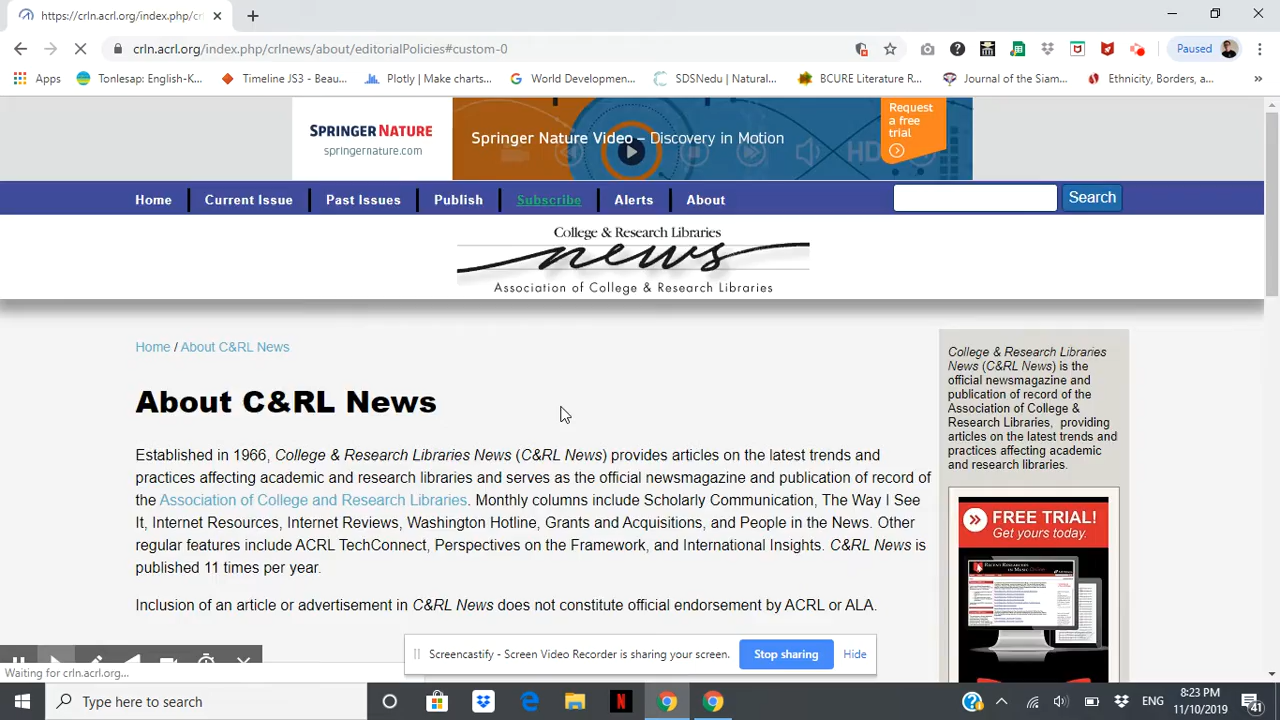 https://crln.acrl.org/index.php/cr
crln.acrl.org/index.php/crlnews/about/editorialPolicies#custom-0
Paused
Apps
Tonlesap: English-K...
Timeline JS3 - Beau...
Plotly | Make charts...
World Developmen...
SDSNedu | Natural...
BCURE Literature R...
Journal of the Siam...
Ethnicity, Borders, a...
»
SPRINGER NATURE
springernature.com
Springer Nature Video – Discovery in Motion
HD
Request
a free
trial
Home
Current Issue
Past Issues
Publish
Subscribe
Alerts
About
Search
College & Research Libraries
news
Association of College & Research Libraries
Home / About C&RL News
About C&RL News
Established in 1966, College & Research Libraries News (C&RL News) provides articles on the latest trends and
practices affecting academic and research libraries and serves as the official newsmagazine and publication of record of
the Association of College and Research Libraries. Monthly columns include Scholarly Communication, The Way I See
It, Internet Resources, Internet Reviews, Washington Hotline, Grants and Acquisitions, and People in the News. Other
regular features include ACRL TechConnect, Perspectives on the Framework, and International Insights. C&RL News is
published 11 times per year.
Inclusion of an article or advertisement in C&RL News does not constitute official endorsement by ACRL or ALA.
College & Research Libraries
News (C&RL News) is the
official newsmagazine and
publication of record of the
Association of College &
Research Libraries, providing
articles on the latest trends and
practices affecting academic
and research libraries.
FREE TRIAL!
Get yours today.
Screencastify - Screen Video Recorder is sharing your screen.
Stop sharing
Hide
Waiting for crln.acrl.org...
Type here to search
ENG
8:23 PM
11/10/2019
41